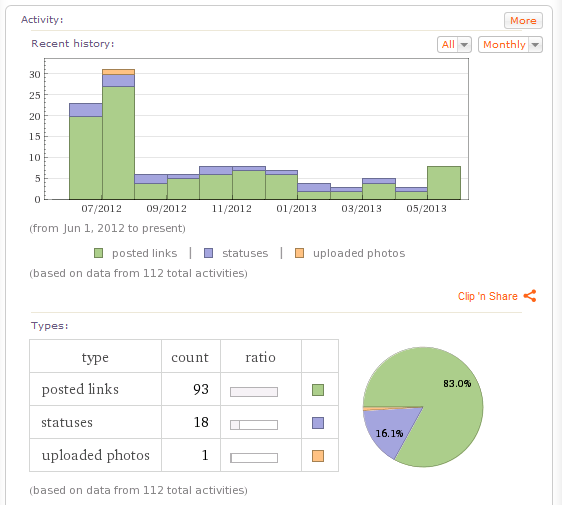 Activity:
More
Recent history:
All
Monthly
30
25
20
15
10
5
0
07/2012 09/2012 11/2012 01/2013 03/2013 05/2013
(from Jun 1, 2012 to present)
posted links | statuses | uploaded photos
(based on data from 112 total activities)
Clip 'n Share
Types:
type count ratio
posted links 93
statuses 18
uploaded photos 1
83.0%
16.1%
(based on data from 112 total activities)